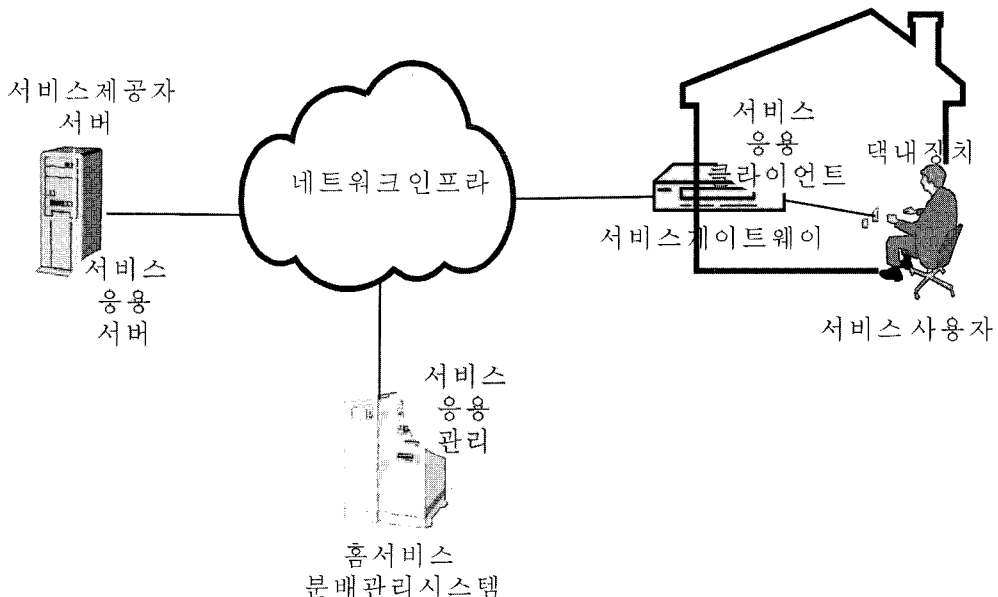 서비스제공자
서버
서비스
응용
서버
네트워크인프라
서비스
응용
클라이언트
댁내장치
서비스게이트웨이
서비스 사용자
서비스
응용
관리
홈서비스
분배관리시스템